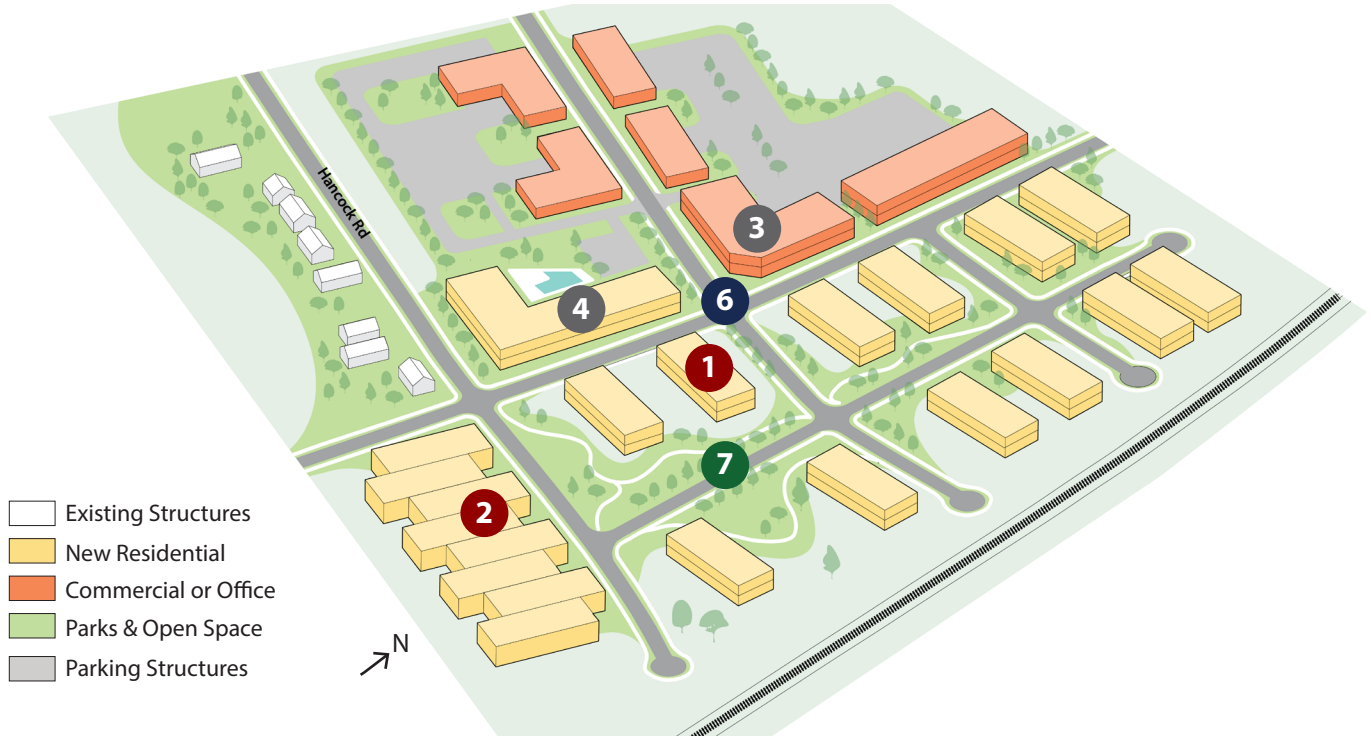 Hancock Rd
3
6
4
1
7
2
Existing Structures
New Residential
Commercial or Office
Parks & Open Space
Parking Structures
N